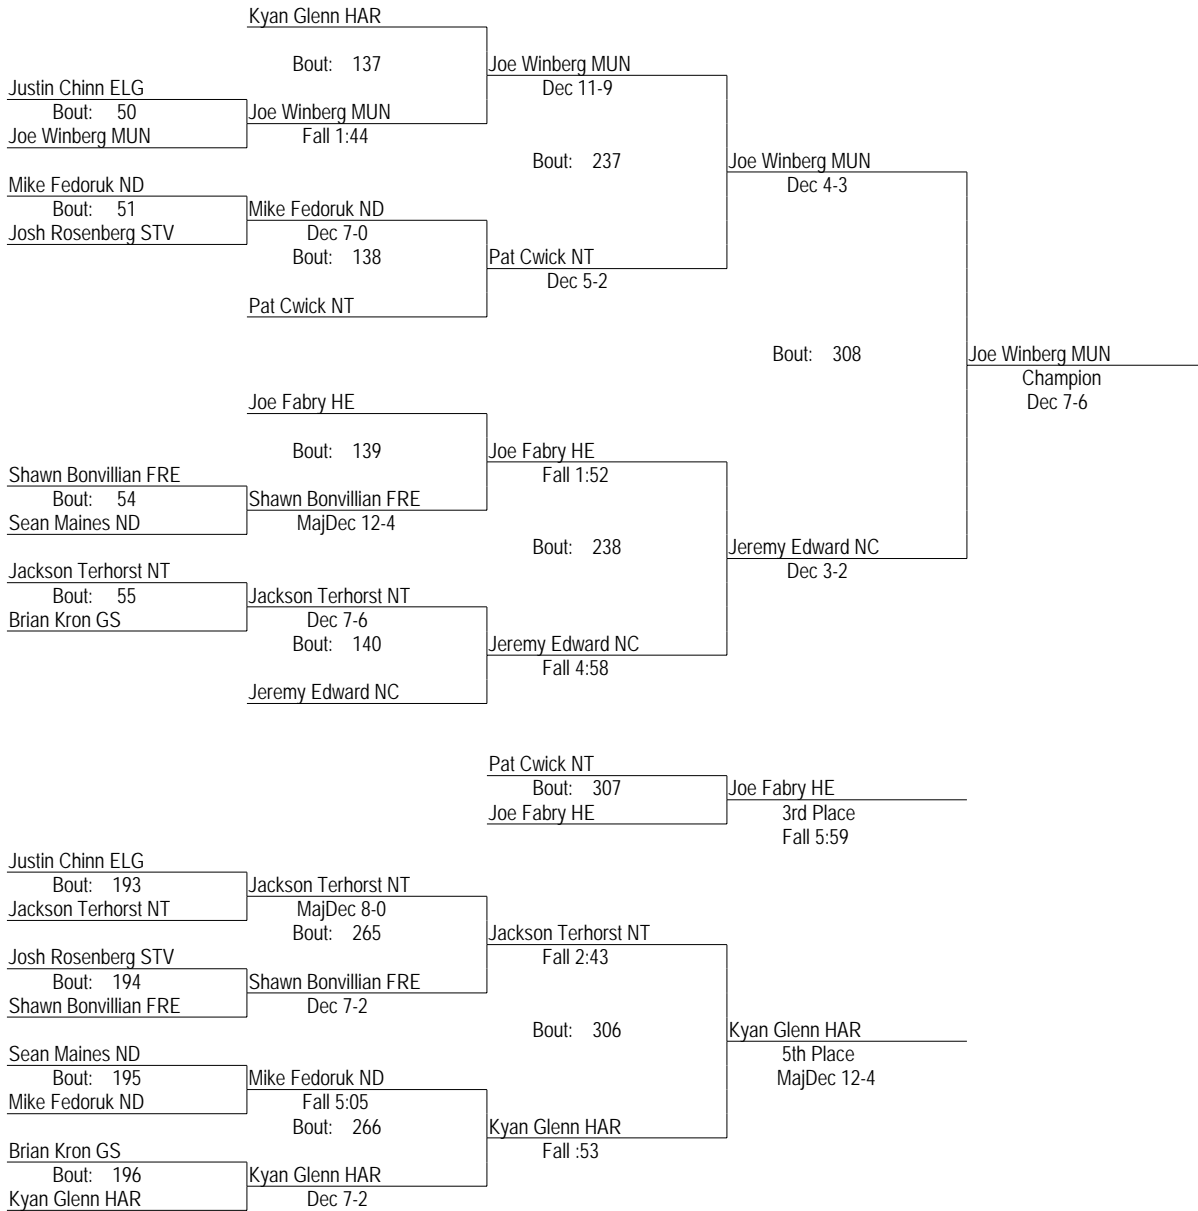 Kyan Glenn HAR
Bout: 137
Joe Winberg MUN
Dec 11-9
Justin Chinn ELG
Bout: 50
Joe Winberg MUN
Joe Winberg MUN
Fall 1:44
Bout: 237
Joe Winberg MUN
Dec 4-3
Mike Fedoruk ND
Bout: 51
Josh Rosenberg STV
Mike Fedoruk ND
Dec 7-0
Bout: 138
Pat Cwick NT
Dec 5-2
Pat Cwick NT
Bout: 308
Joe Winberg MUN
Champion
Dec 7-6
Joe Fabry HE
Bout: 139
Joe Fabry HE
Fall 1:52
Shawn Bonvillian FRE
Bout: 54
Sean Maines ND
Shawn Bonvillian FRE
MajDec 12-4
Bout: 238
Jeremy Edward NC
Dec 3-2
Jackson Terhorst NT
Bout: 55
Brian Kron GS
Jackson Terhorst NT
Dec 7-6
Bout: 140
Jeremy Edward NC
Fall 4:58
Jeremy Edward NC
Pat Cwick NT
Bout: 307
Joe Fabry HE
Joe Fabry HE
3rd Place
Fall 5:59
Justin Chinn ELG
Bout: 193
Jackson Terhorst NT
Jackson Terhorst NT
MajDec 8-0
Bout: 265
Jackson Terhorst NT
Fall 2:43
Josh Rosenberg STV
Bout: 194
Shawn Bonvillian FRE
Shawn Bonvillian FRE
Dec 7-2
Bout: 306
Kyan Glenn HAR
5th Place
MajDec 12-4
Sean Maines ND
Bout: 195
Mike Fedoruk ND
Mike Fedoruk ND
Fall 5:05
Bout: 266
Kyan Glenn HAR
Fall :53
Brian Kron GS
Bout: 196
Kyan Glenn HAR
Kyan Glenn HAR
Dec 7-2